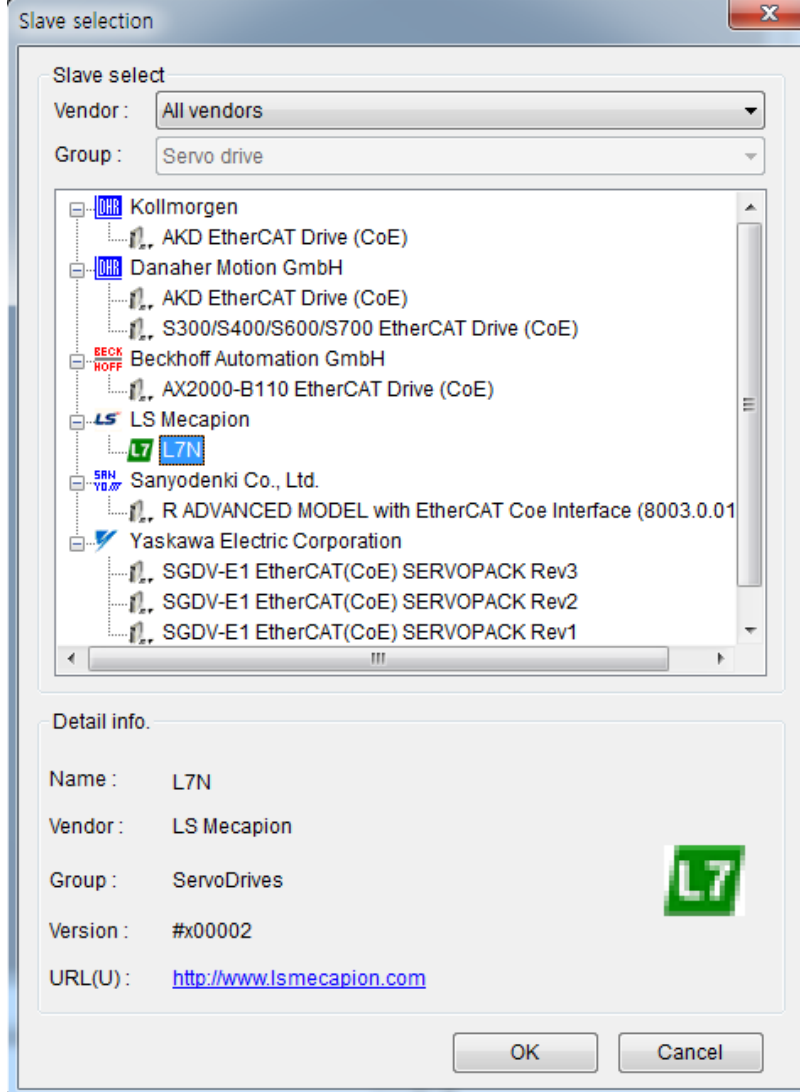 Slave selection
Slave select
Vendor : All vendors
Group : Servo drive
DHR Kollmorgen
AKD EtherCAT Drive (CoE)
DHR Danaher Motion GmbH
AKD EtherCAT Drive (CoE)
S300/S400/S600/S700 EtherCAT Drive (CoE)
BECK HOFF Beckhoff Automation GmbH
AX2000-B110 EtherCAT Drive (CoE)
LS LS Mecapion
L7 L7N
SAN YO Sanyodenki Co., Ltd.
R ADVANCED MODEL with EtherCAT Coe Interface (8003.0.01
Yaskawa Electric Corporation
SGDV-E1 EtherCAT(CoE) SERVOPACK Rev3
SGDV-E1 EtherCAT(CoE) SERVOPACK Rev2
SGDV-E1 EtherCAT(CoE) SERVOPACK Rev1
Detail info.
Name : L7N
Vendor : LS Mecapion
L7
Group : ServoDrives
Version : #x00002
URL(U) : http://www.lsmecapion.com
OK Cancel